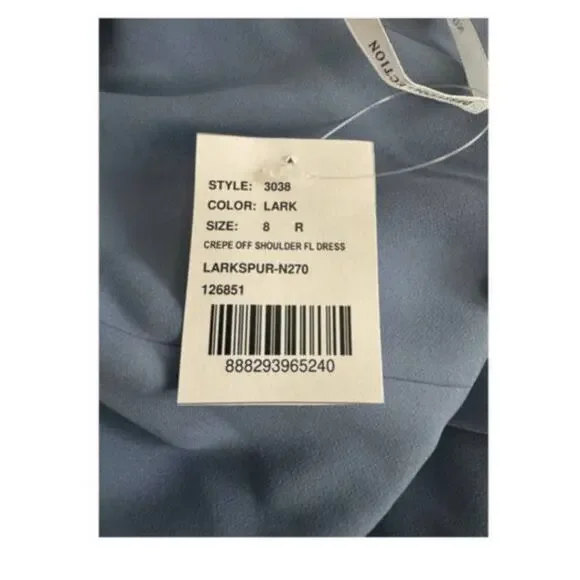 STYLE: 3038
COLOR: LARK
SIZE: 8 R
CREPE OFF SHOULDER FL DRESS
LARKSPUR-N270
126851
888293965240